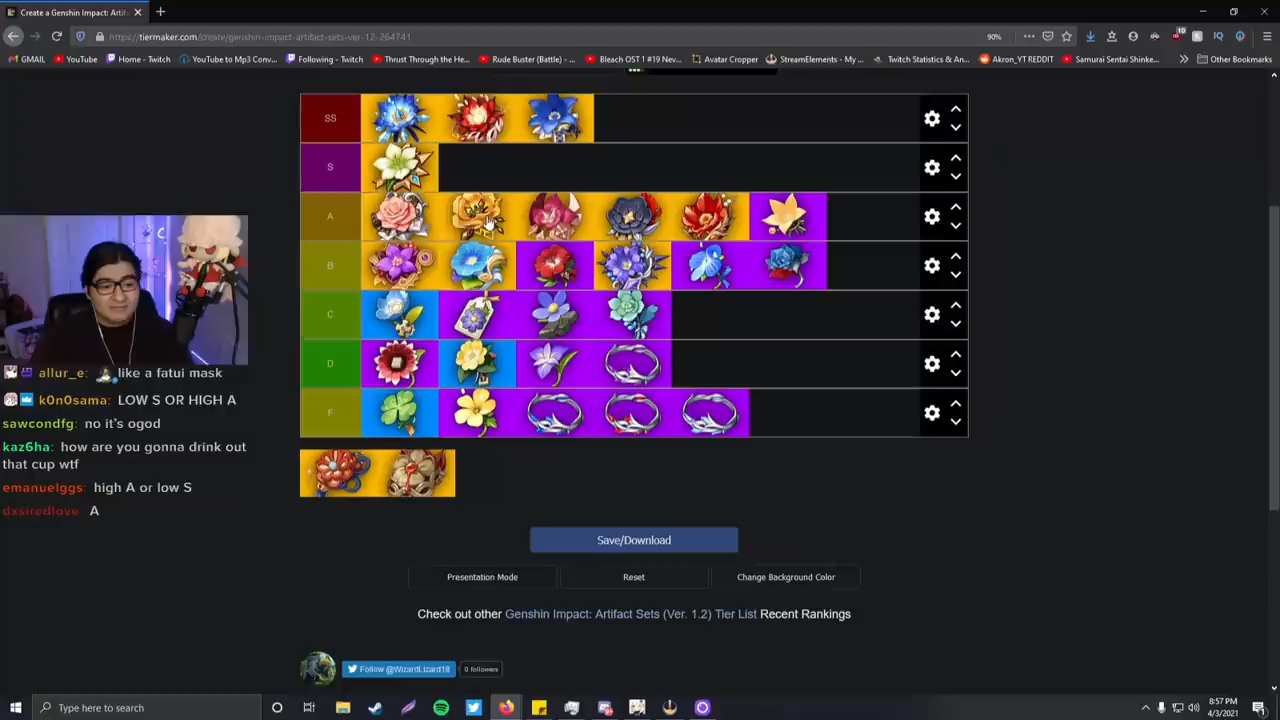 Create a Genshin Impact: Artif
https://tiermaker.com/create/genshin-impact-artifact-sets-ver-12-264741
90%
GMAIL
YouTube
Home - Twitch
YouTube to Mp3 Conv...
Following - Twitch
Thrust Through the He...
Rude Buster (Battle) - ...
Bleach OST 1 #19 Nev...
Avatar Cropper
StreamElements - My ...
Twitch Statistics & An...
Akron_YT REDDIT
Samurai Sentai Shinke...
Other Bookmarks
SS
S
A
B
C
D
F
allur_e: like a fatui mask
k0n0sama: LOW S OR HIGH A
sawcondfg: no it's ogod
kaz6ha: how are you gonna drink out
that cup wtf
emanuelggs: high A or low S
dxsiredlove: A
Save/Download
Presentation Mode
Reset
Change Background Color
Check out other Genshin Impact: Artifact Sets (Ver. 1.2) Tier List Recent Rankings
Follow @WizardLizard18
0 followers
Type here to search
8:57 PM
4/3/2021